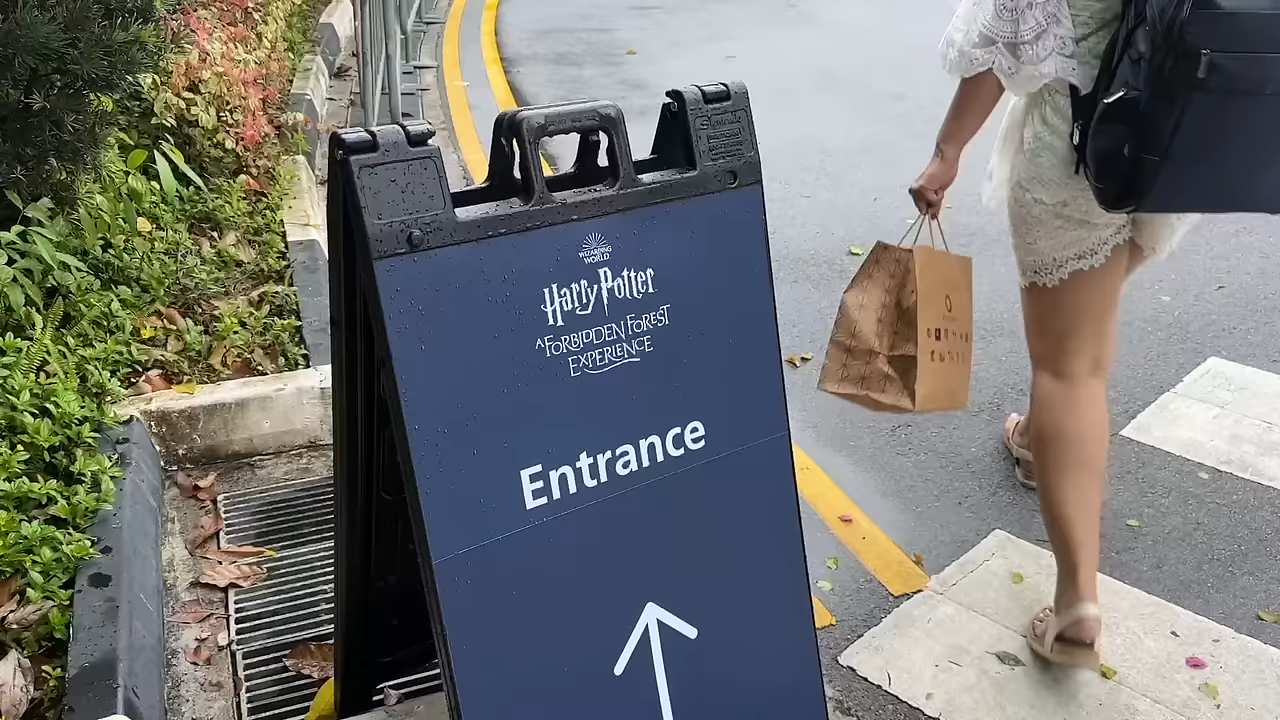 WIZARDING
WORLD
Harry Potter
A FORBIDDEN FOREST
EXPERIENCE
Entrance